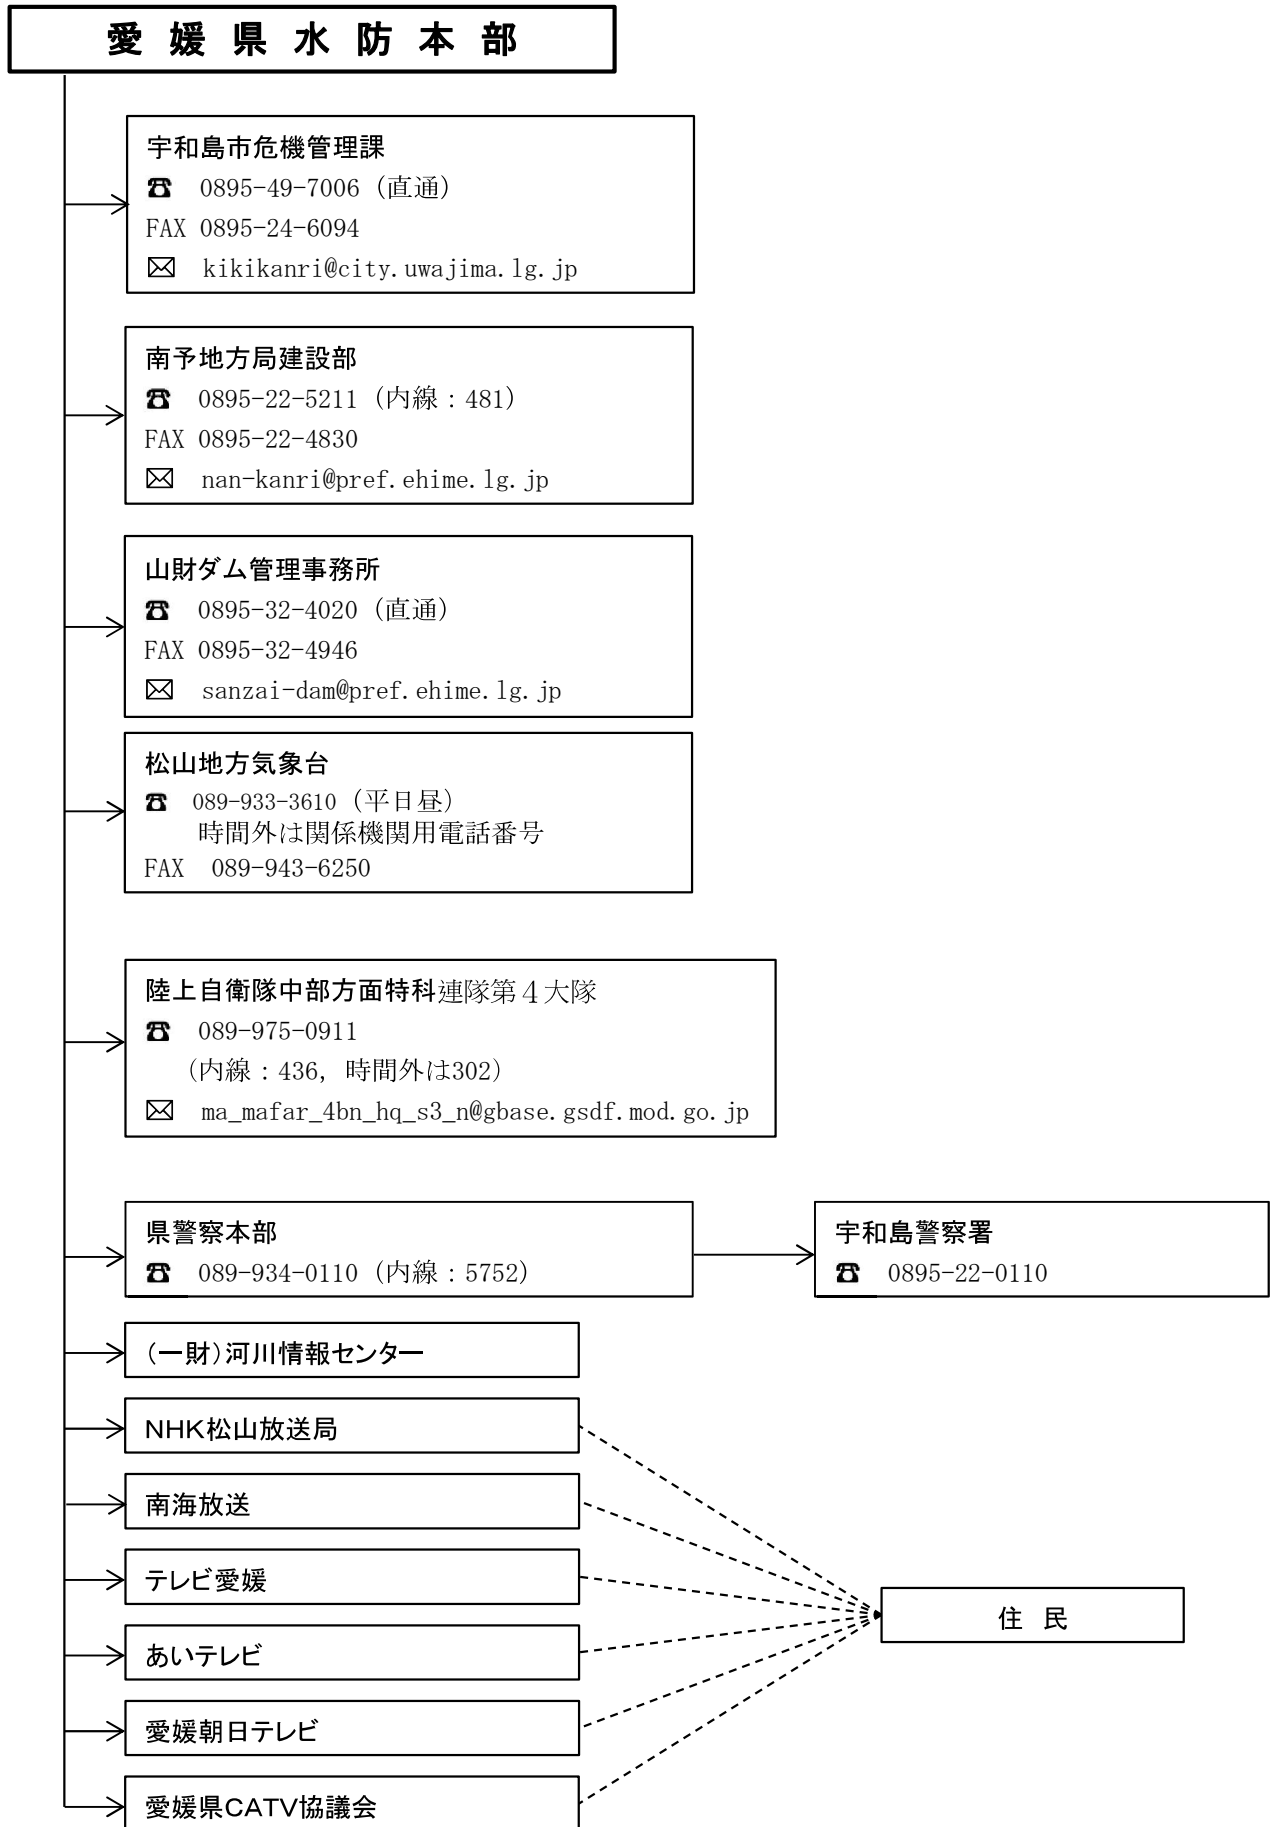 愛媛県水防本部
宇和島市危機管理課
☎ 0895-49-7006（直通）
FAX 0895-24-6094
✉ kikikanri@city.uwajima.lg.jp
南予地方局建設部
☎ 0895-22-5211（内線：481）
FAX 0895-22-4830
✉ nan-kanri@pref.ehime.lg.jp
山財ダム管理事務所
☎ 0895-32-4020（直通）
FAX 0895-32-4946
✉ sanzai-dam@pref.ehime.lg.jp
松山地方気象台
☎ 089-933-3610（平日昼）
時間外は関係機関用電話番号
FAX 089-943-6250
陸上自衛隊中部方面特科連隊第４大隊
☎ 089-975-0911
（内線：436，時間外は302）
✉ ma_mafar_4bn_hq_s3_n@gbase.gsdf.mod.go.jp
県警察本部
☎ 089-934-0110（内線：5752）
宇和島警察署
☎ 0895-22-0110
（一財）河川情報センター
NHK松山放送局
南海放送
テレビ愛媛
あいテレビ
愛媛朝日テレビ
愛媛県CATV協議会
住民